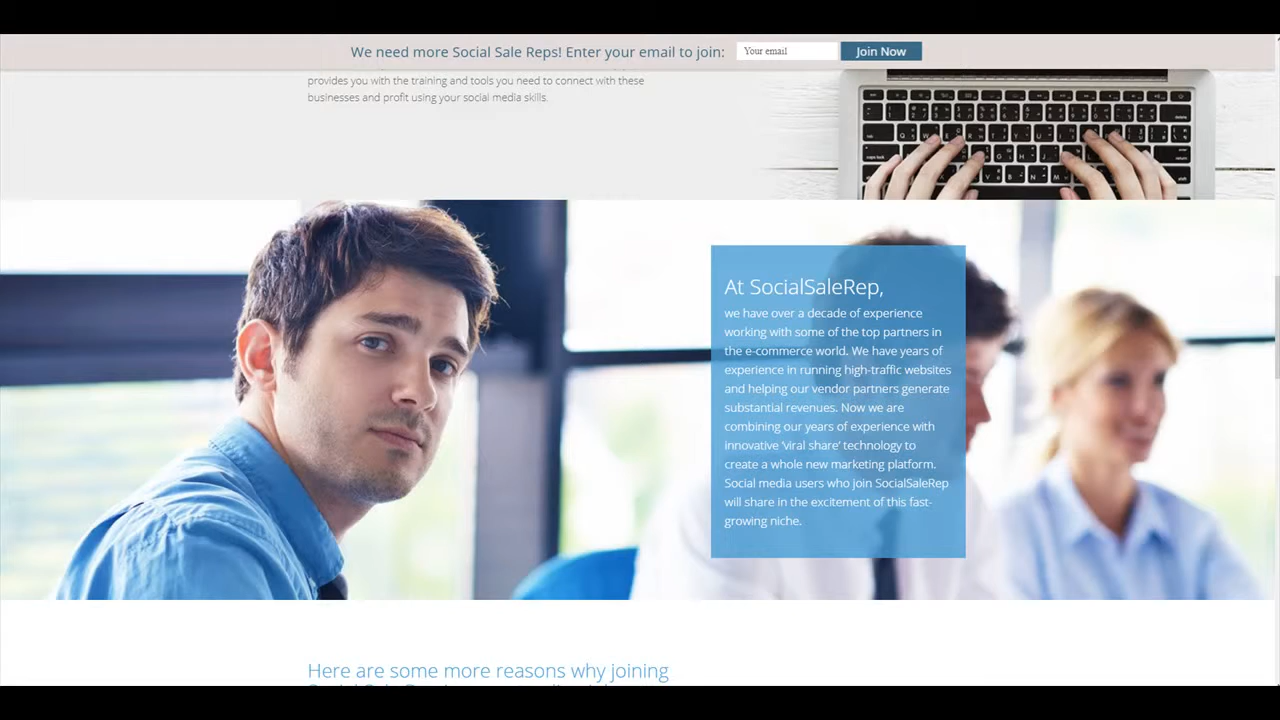 We need more Social Sale Reps! Enter your email to join:
Your email
Join Now
provides you with the training and tools you need to connect with these
businesses and profit using your social media skills.
At SocialSaleRep,
we have over a decade of experience
working with some of the top partners in
the e-commerce world. We have years of
experience in running high-traffic websites
and helping our vendor partners generate
substantial revenues. Now we are
combining our years of experience with
innovative ‘viral share’ technology to
create a whole new marketing platform.
Social media users who join SocialSaleRep
will share in the excitement of this fast-
growing niche.
Here are some more reasons why joining